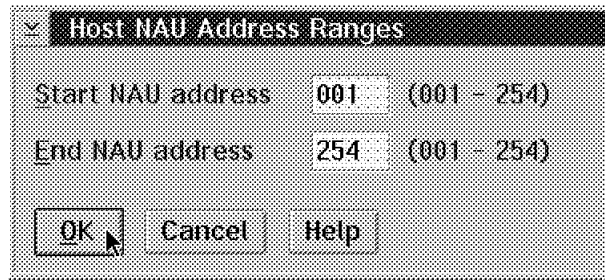 Host NAU Address Ranges
Start NAU address 001 (001 - 254)
End NAU address 254 (001 - 254)
OK Cancel Help